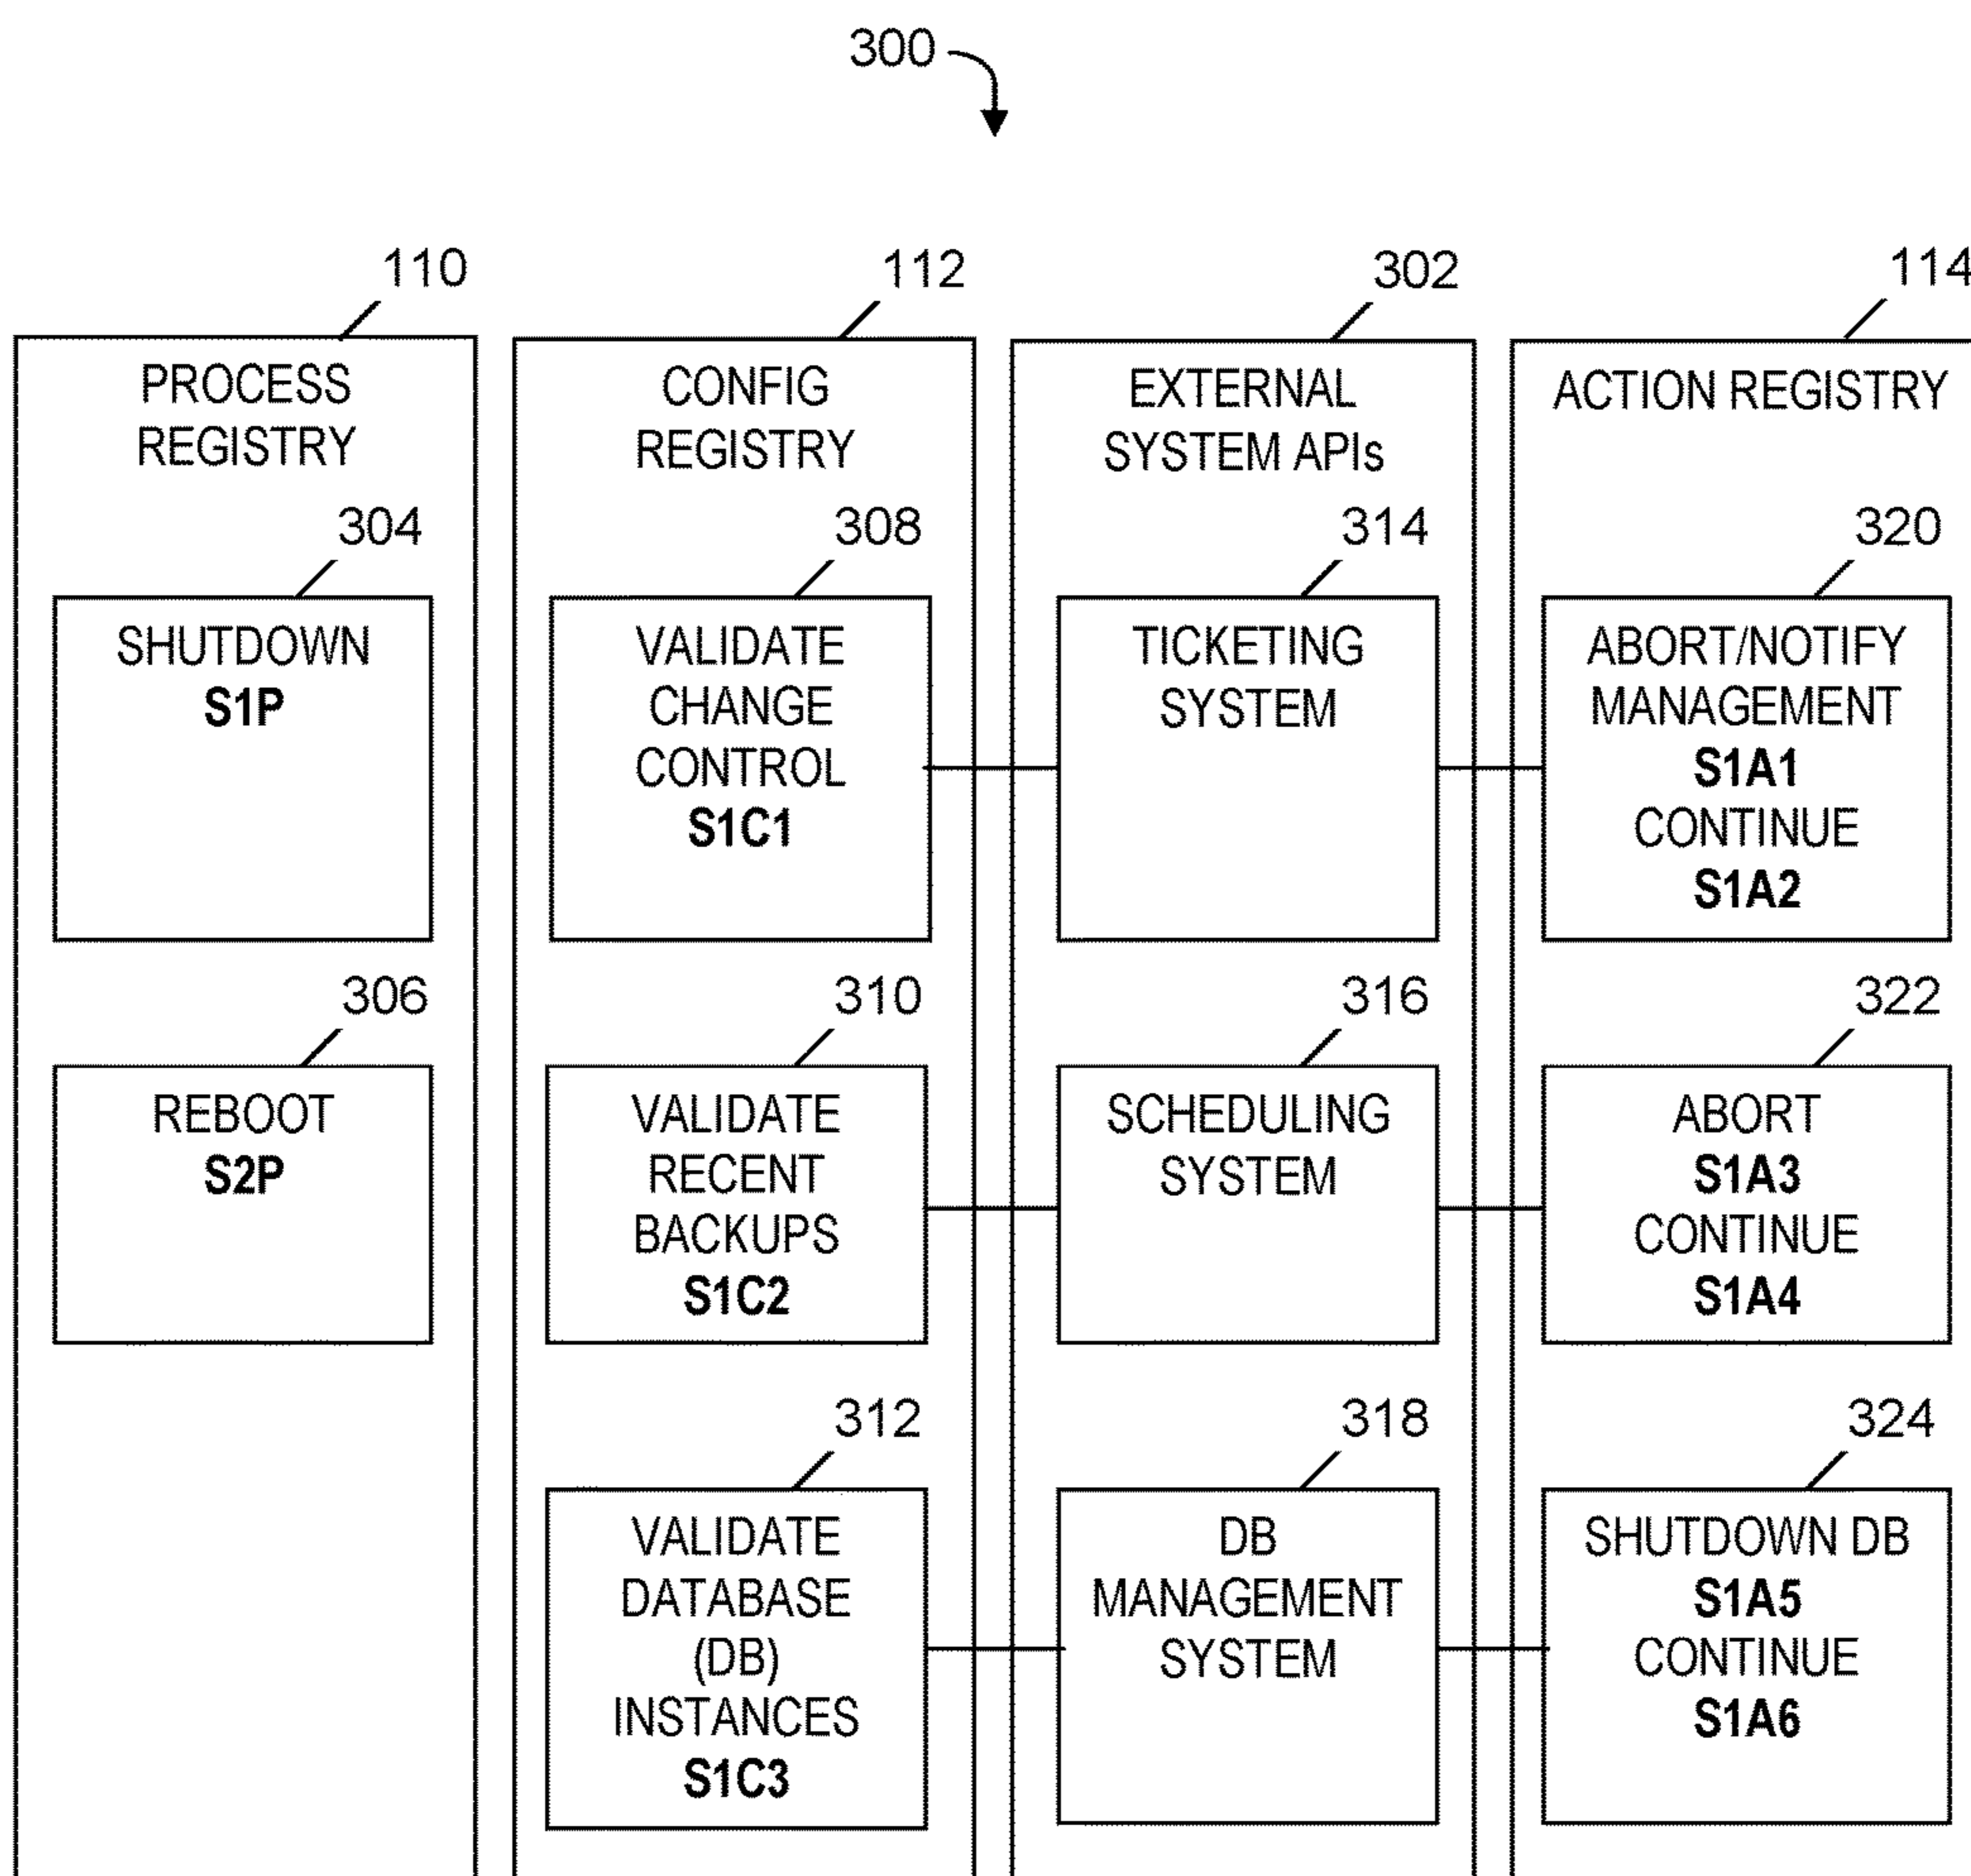 300
110
PROCESS
REGISTRY
304
SHUTDOWN
S1P
306
REBOOT
S2P
112
CONFIG
REGISTRY
308
VALIDATE
CHANGE
CONTROL
S1C1
310
VALIDATE
RECENT
BACKUPS
S1C2
312
VALIDATE
DATABASE
(DB)
INSTANCES
S1C3
302
EXTERNAL
SYSTEM APIs
314
TICKETING
SYSTEM
316
SCHEDULING
SYSTEM
318
DB
MANAGEMENT
SYSTEM
114
ACTION REGISTRY
320
ABORT/NOTIFY
MANAGEMENT
S1A1
CONTINUE
S1A2
322
ABORT
S1A3
CONTINUE
S1A4
324
SHUTDOWN DB
S1A5
CONTINUE
S1A6